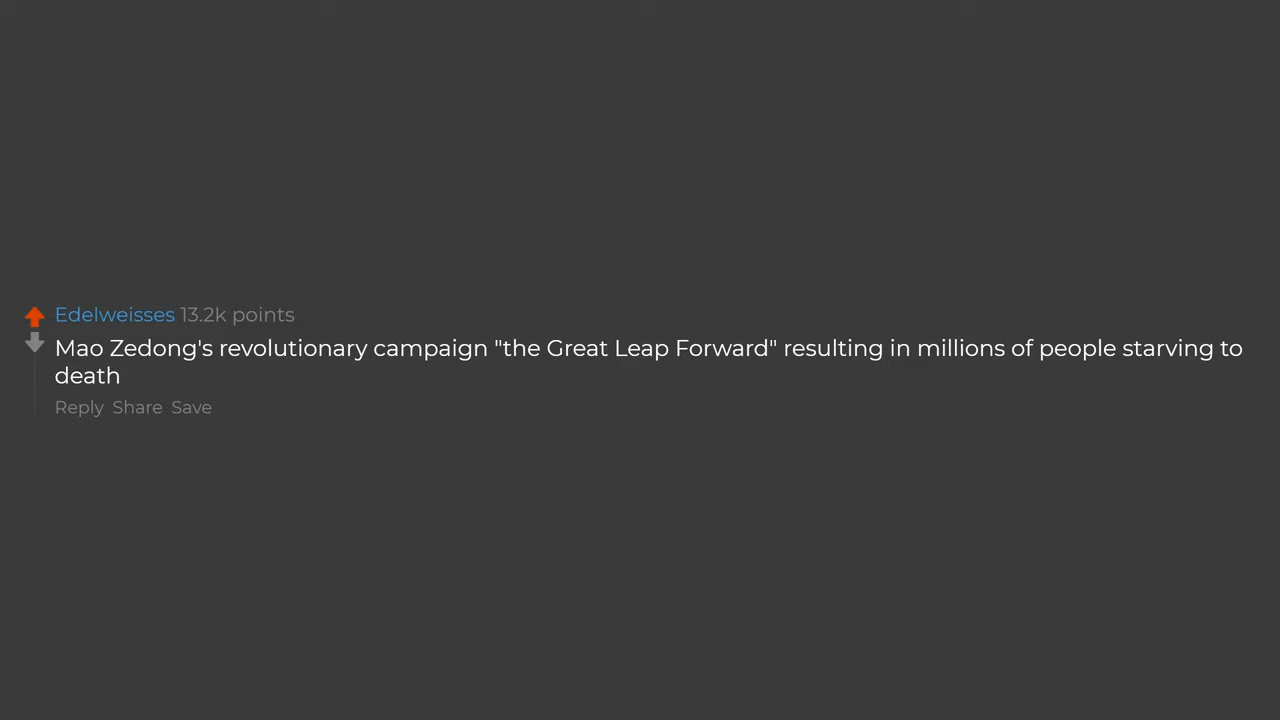 Edelweisses 13.2k points
Mao Zedong's revolutionary campaign "the Great Leap Forward" resulting in millions of people starving to
death
Reply Share Save